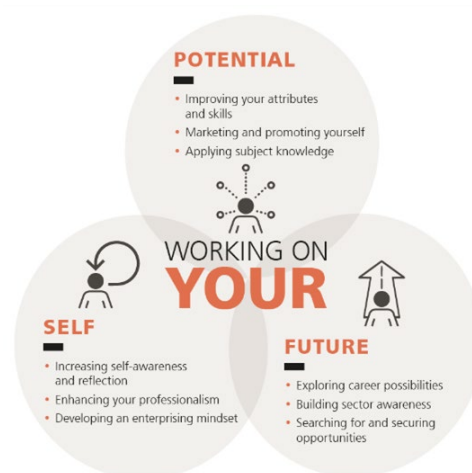 POTENTIAL
• Improving your attributes
and skills
• Marketing and promoting yourself
• Applying subject knowledge
WORKING ON
YOUR
SELF
• Increasing self-awareness
and reflection
• Enhancing your professionalism
• Developing an enterprising mindset
FUTURE
• Exploring career possibilities
• Building sector awareness
• Searching for and securing
opportunities